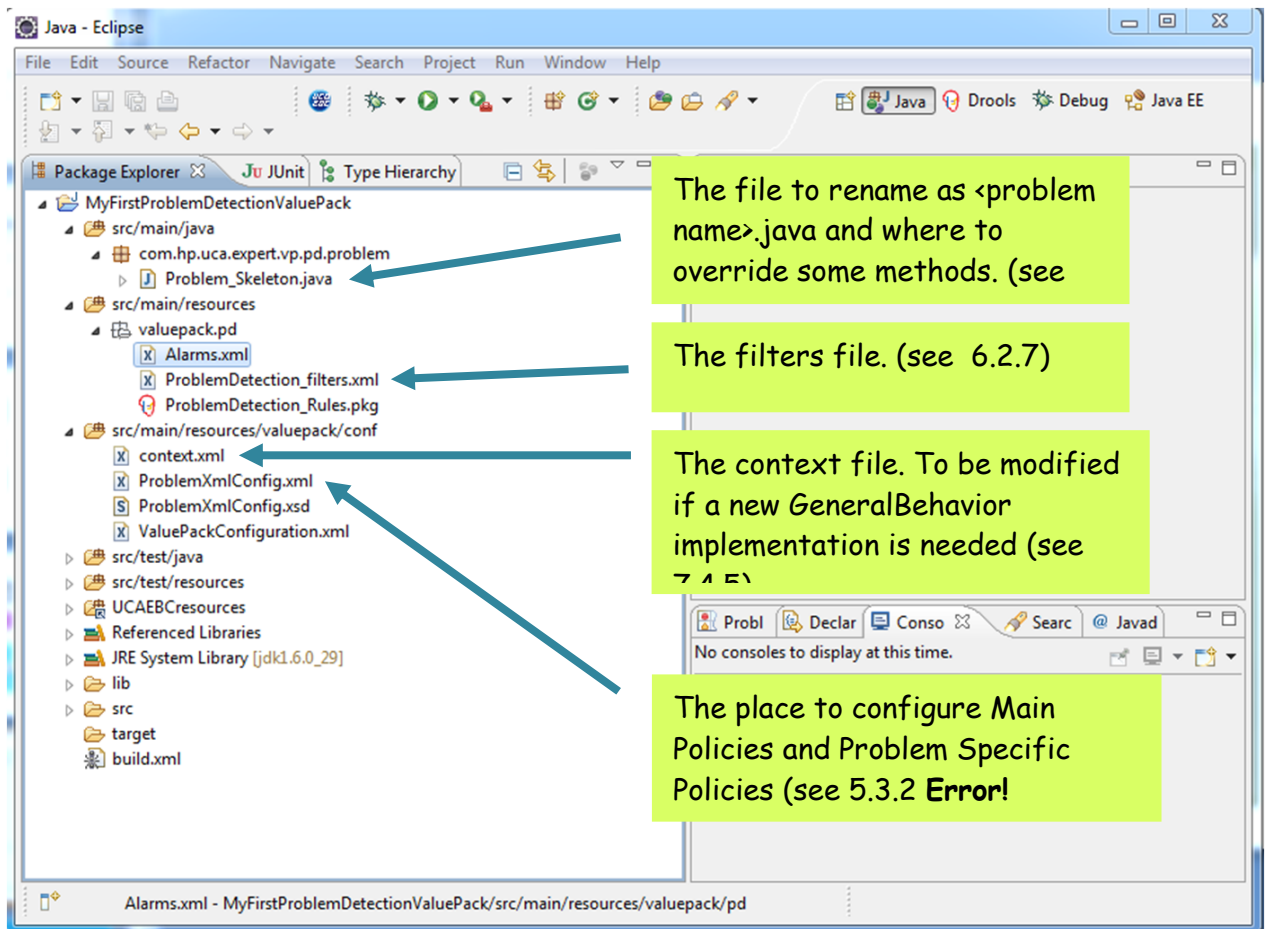 Java - Eclipse
File Edit Source Refactor Navigate Search Project Run Window Help
Java Drools Debug Java EE
Package Explorer JUnit Type Hierarchy
MyFirstProblemDetectionValuePack
src/main/java
com.hp.uca.expert.vp.pd.problem
Problem_Skeleton.java
src/main/resources
valuepack.pd
Alarms.xml
ProblemDetection_filters.xml
ProblemDetection_Rules.pkg
src/main/resources/valuepack/conf
context.xml
ProblemXmlConfig.xml
ProblemXmlConfig.xsd
ValuePackConfiguration.xml
src/test/java
src/test/resources
UCAEBCresources
Referenced Libraries
JRE System Library [jdk1.6.0_29]
lib
src
target
build.xml
The file to rename as <problem
name>.java and where to
override some methods. (see
The filters file. (see 6.2.7)
The context file. To be modified
if a new GeneralBehavior
implementation is needed (see
7.4.5)
Probl Declar Conso Searc Javad
No consoles to display at this time.
The place to configure Main
Policies and Problem Specific
Policies (see 5.3.2 Error!
Alarms.xml - MyFirstProblemDetectionValuePack/src/main/resources/valuepack/pd